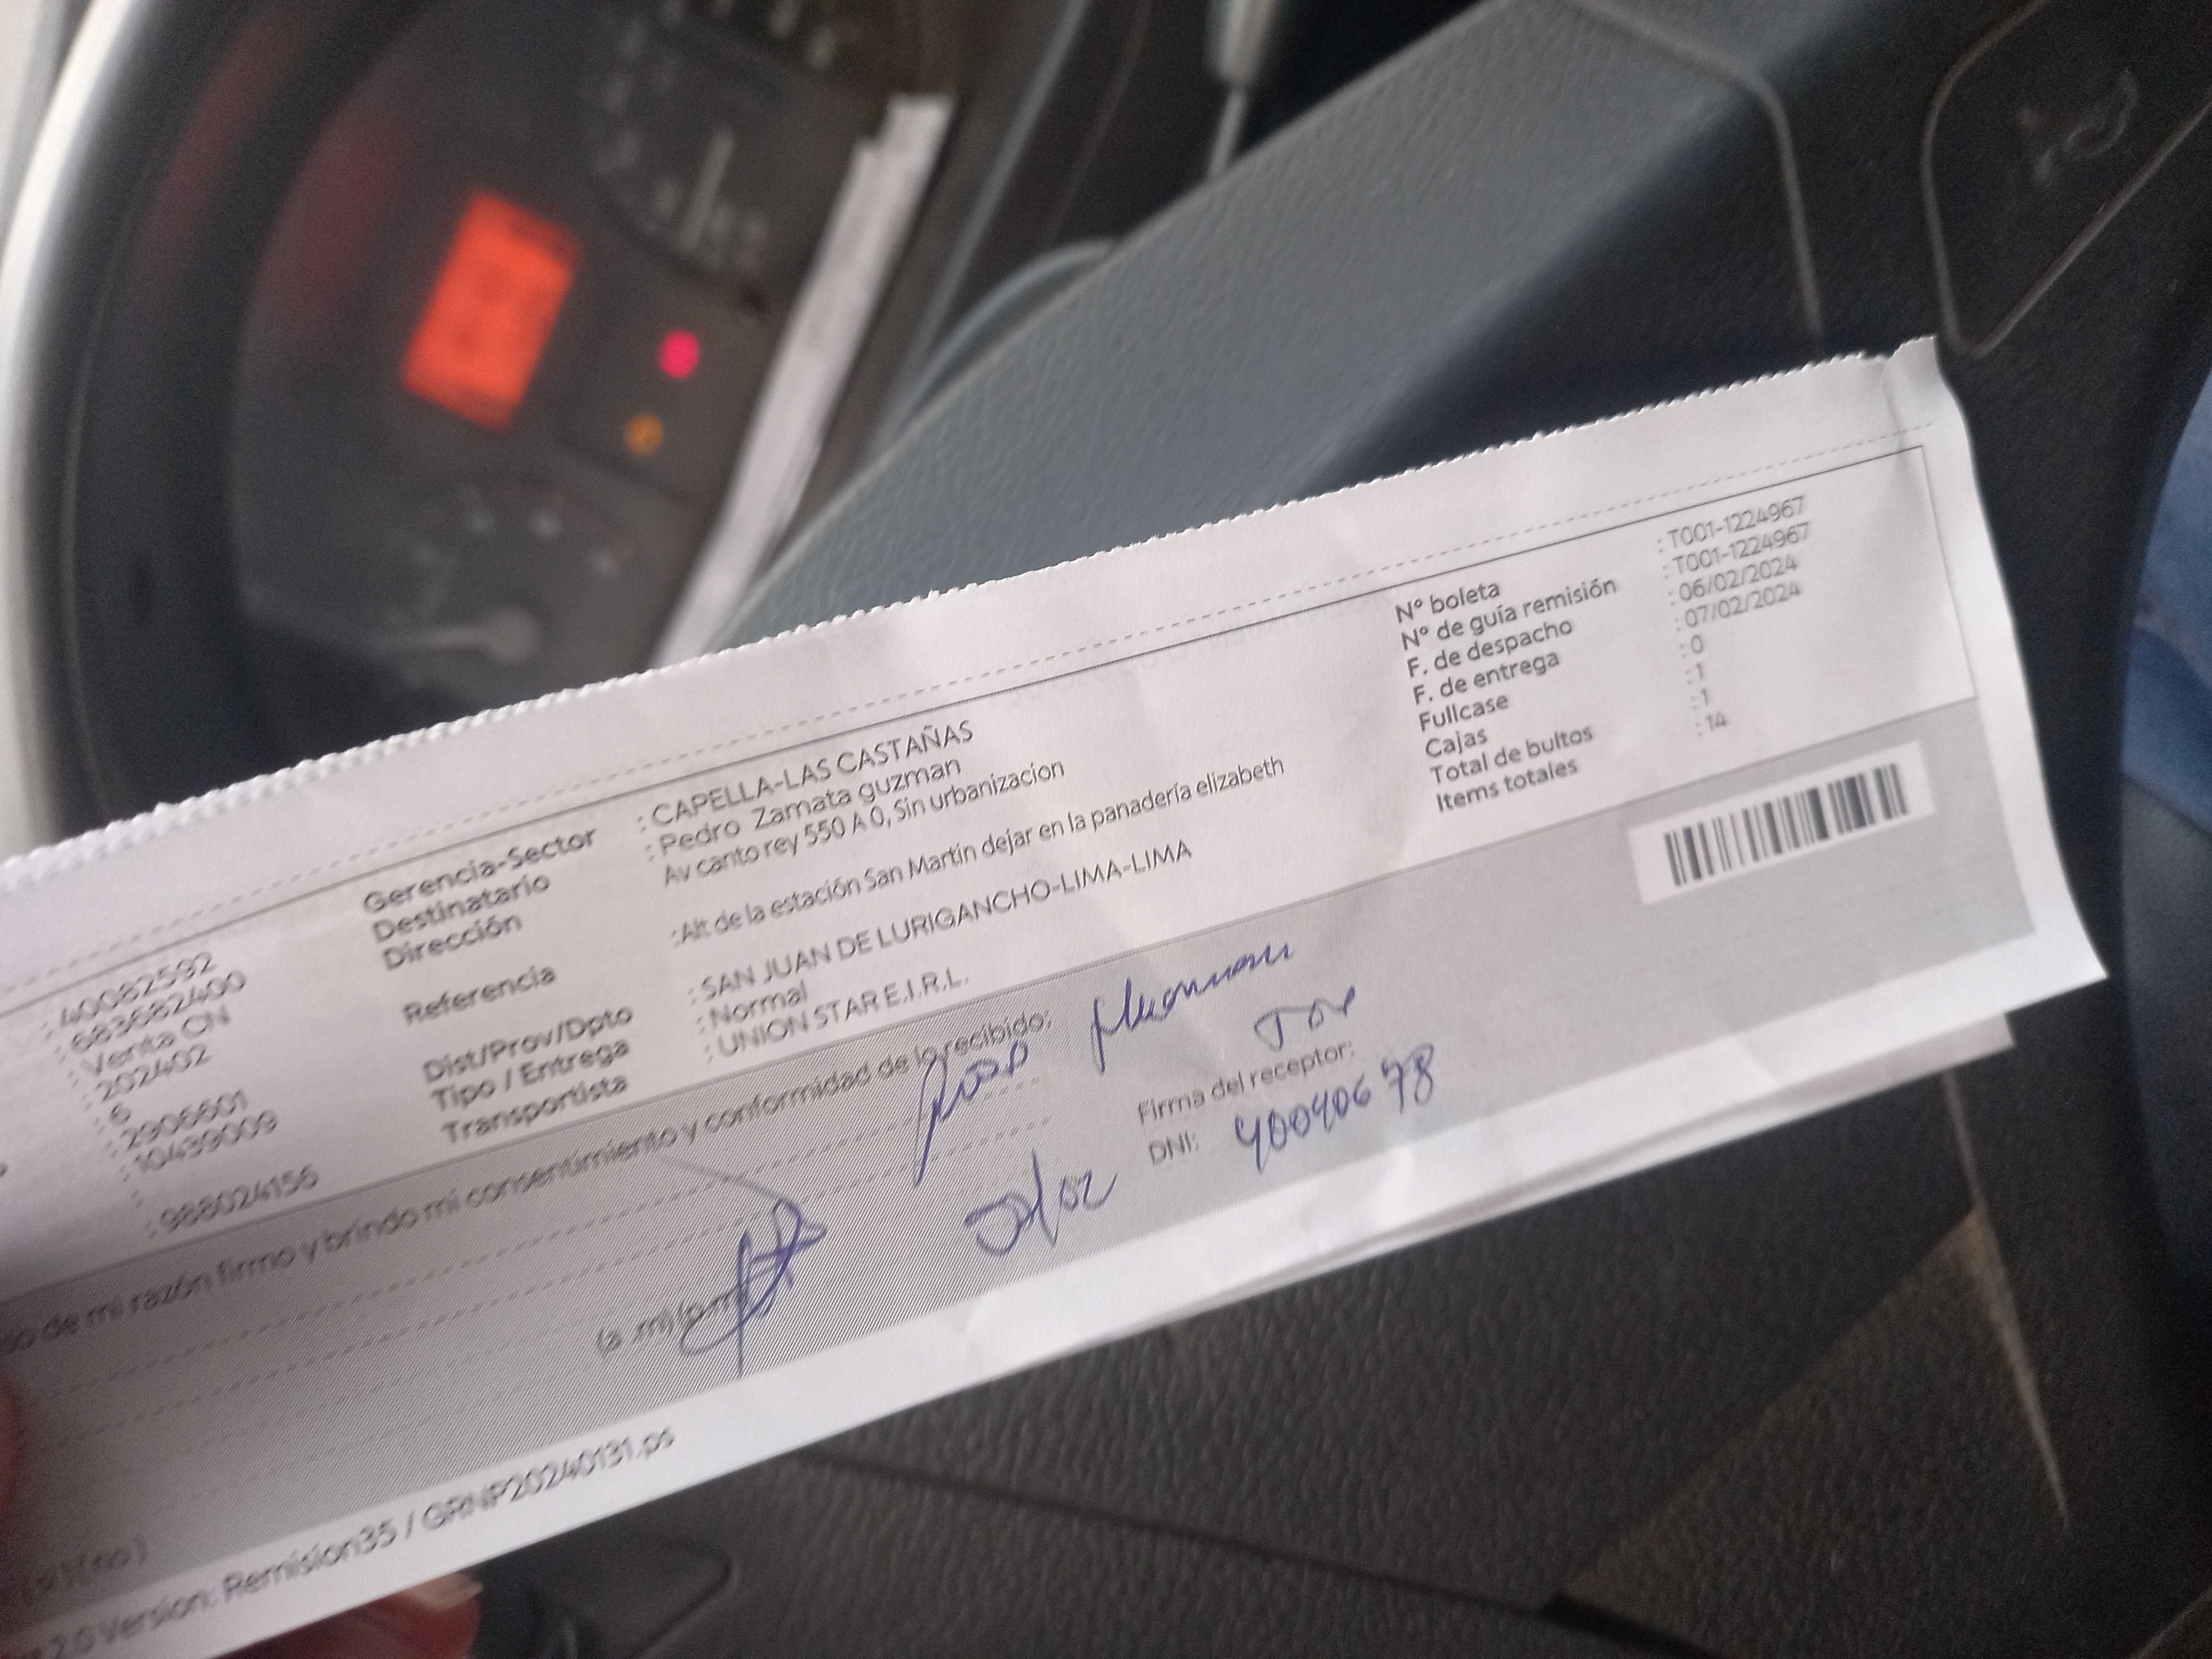 : 40082592
: 683682400
: Venta CN
: 202402
: 6
: 2906601
: 10439009
:
: 988024156
Gerencia-Sector : CAPELLA-LAS CASTAÑAS
Destinatario : Pedro Zamata guzman
Dirección : Av canto rey 550 A 0, Sin urbanizacion
Referencia : Alt de la estación San Martin dejar en la panadería elizabeth
Dist/Prov/Dpto : SAN JUAN DE LURIGANCHO-LIMA-LIMA
Tipo / Entrega : Normal
Transportista : UNION STAR E.I.R.L.
N° boleta : T001-1224967
N° de guía remisión : T001-1224967
F. de despacho : 06/02/2024
F. de entrega : 07/02/2024
Fullcase : 0
Cajas : 1
Total de bultos : 1
Items totales : 14
de mi razón firmo y brindo mi consentimiento y conformidad de lo recibido:
Firma del receptor:
(a .m)(p.m)
DNI: 40040678
(si) (no)
2.0 Version: Remision35 / GRNP20240131.ps